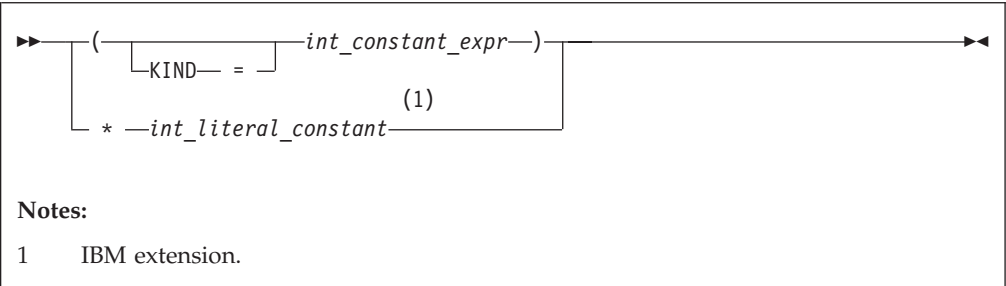 ( int_constant_expr )
KIND =
(1)
* int_literal_constant
Notes:
1 IBM extension.